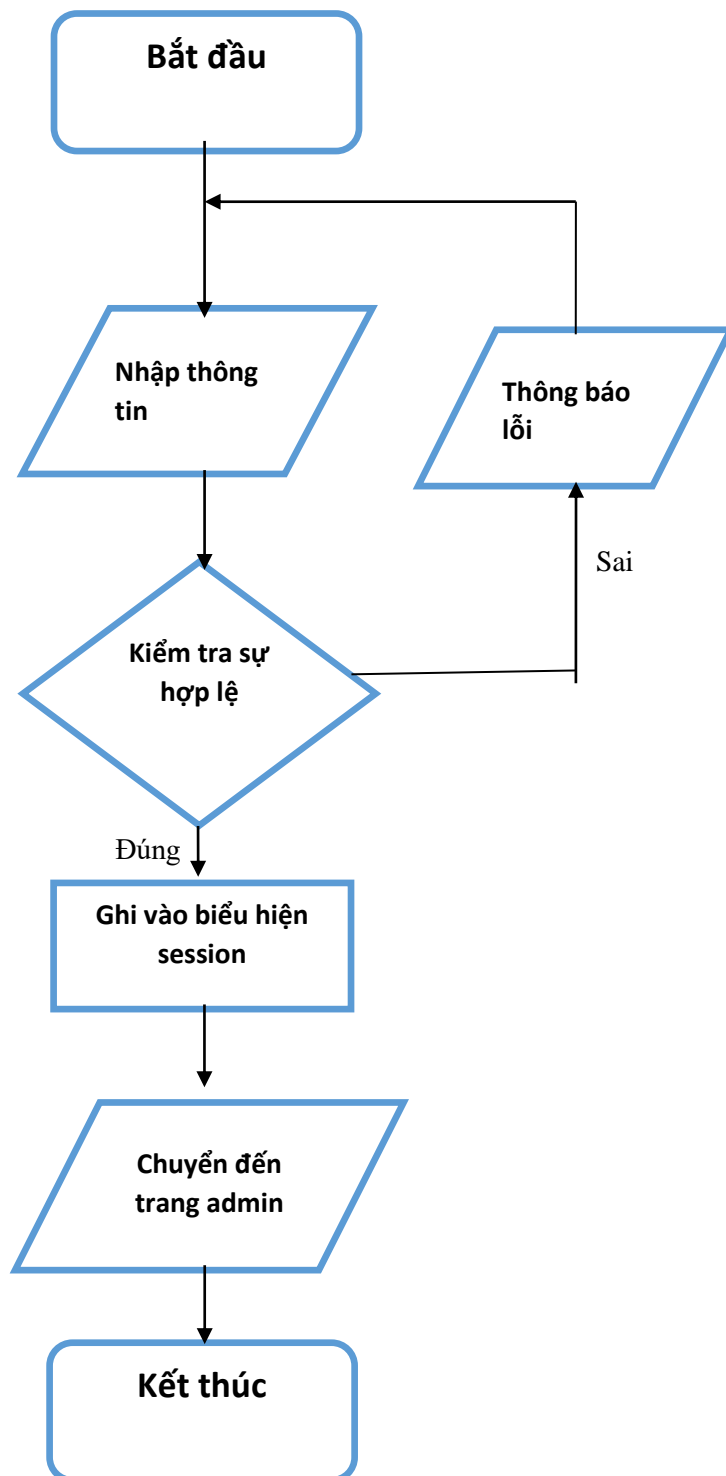 Bắt đầu
Nhập thông
tin
Thông báo
lỗi
Sai
Kiểm tra sự
hợp lệ
Đúng
Ghi vào biểu hiện
session
Chuyển đến
trang admin
Kết thúc